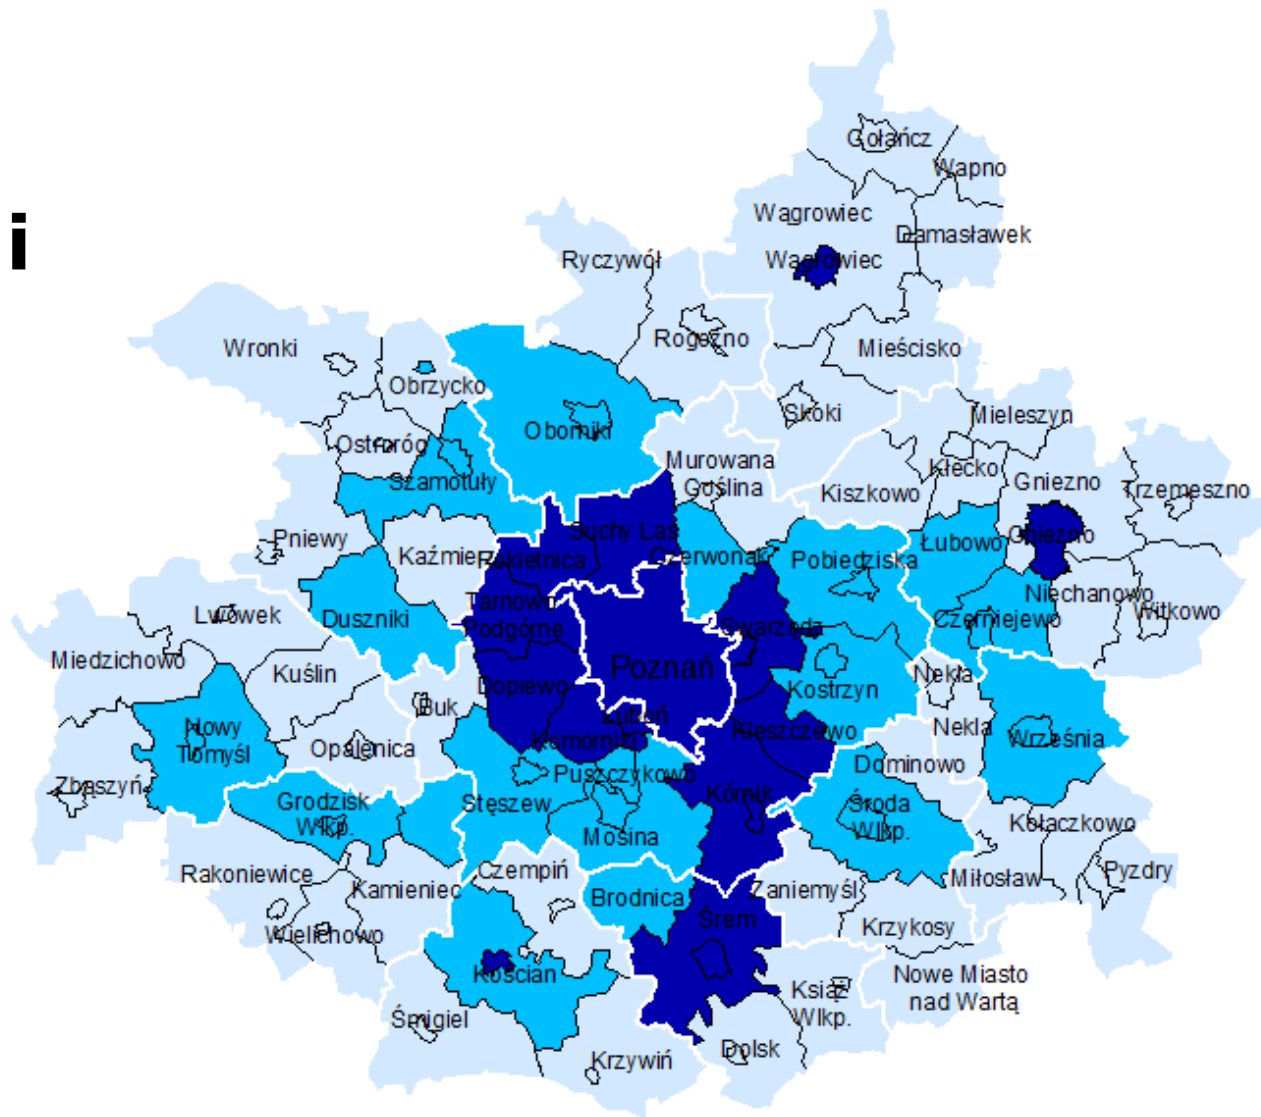 i
Gołańcz
Wapno
Wągrowiec
Damasławek
Wągrowiec
Ryczywół
Rogoźno
Mieścisko
Wronki
Obrzycko
Skoki
Mieleszyn
Oborniki
Ostroróg
Murowana
Goślina
Kłecko
Gniezno
Trzemeszno
Szamotuły
Kiszkowo
Pniewy
Kaźmierz
Rokietnica
Suchy Las
Czerwonak
Pobiedziska
Łubowo
Gniezno
Niechanowo
Witkowo
Lwówek
Duszniki
Tarnowo
Podgórne
Swarzędz
Czerniejewo
Miedzichowo
Kuślin
Poznań
Dopiewo
Kostrzyn
Nekla
Buk
Nowy
Tomyśl
Opalenica
Luboń
Komorniki
Kleszczewo
Nekla
Września
Zbąszyń
Puszczykowo
Dominowo
Grodzisk
Wlkp.
Stęszew
Kórnik
Środa
Wlkp.
Mosina
Kołaczkowo
Rakoniewice
Kamieniec
Czempiń
Brodnica
Zaniemyśl
Miłosław
Pyzdry
Wielichowo
Śrem
Krzykosy
Kościan
Książ
Wlkp.
Nowe Miasto
nad Wartą
Śmigiel
Krzywiń
Dolsk